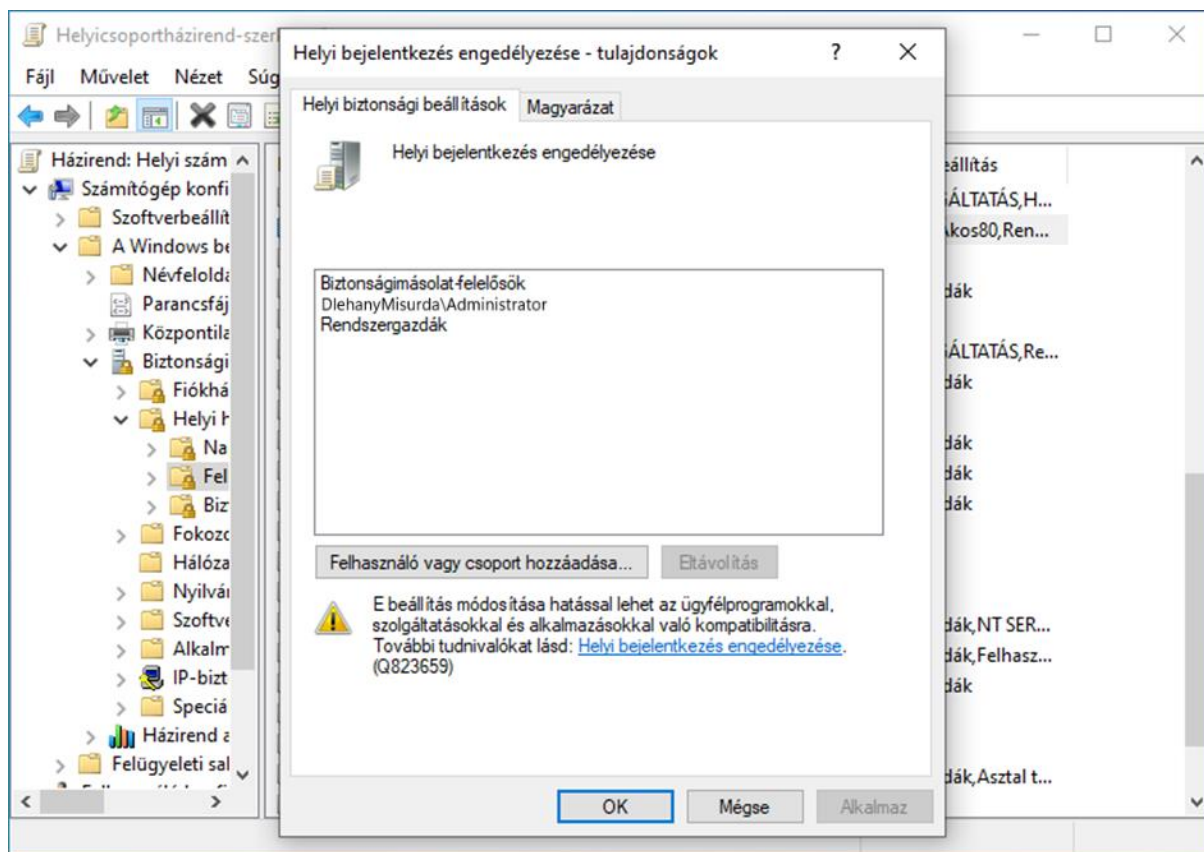 Helyicsoportházirend-szer
Fájl Művelet Nézet Súg
Házirend: Helyi szám
Számítógép konfi
Szoftverbeállít
A Windows be
Névfelolda
Parancsfáj
Központila
Biztonsági
Fiókhá
Helyi h
Na
Fel
Biz
Fokozo
Hálóza
Nyilvái
Szoftve
Alkalm
IP-bizt
Speciá
Házirend a
Felügyeleti sal
Helyi bejelentkezés engedélyezése - tulajdonságok
Helyi biztonsági beállítások Magyarázat
Helyi bejelentkezés engedélyezése
Biztonságimásolat-felelősök
DlehanyMisurda\Administrator
Rendszergazdák
Felhasználó vagy csoport hozzáadása... Eltávolítás
E beállítás módosítása hatással lehet az ügyfélprogramokkal,
szolgáltatásokkal és alkalmazásokkal való kompatibilitásra.
További tudnivalókat lásd: Helyi bejelentkezés engedélyezése.
(Q823659)
OK Mégse Alkalmaz
eállítás
GÁLTATÁS,H...
Akos80,Ren...
dák
GÁLTATÁS,Re...
dák
dák
dák
dák
dák,NT SER...
dák,Felhasz...
dák
dák,Asztal t...